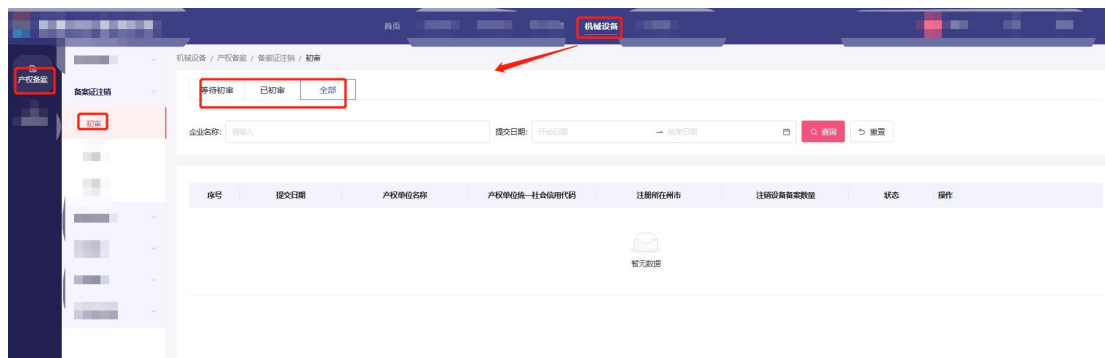 首页 机械设备
产权备案
备案证注销
初审
机械设备 / 产权备案 / 备案证注销 / 初审
等待初审 已初审 全部
企业名称: 请输入 提交日期: 开始日期 → 结束日期 查询 重置
序号 提交日期 产权单位名称 产权单位统一社会信用代码 注册所在州市 注销设备备案数量 状态 操作
暂无数据